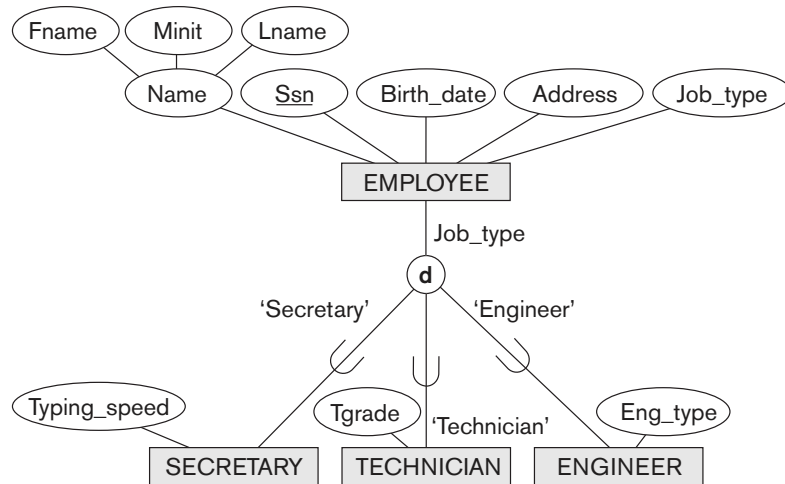 Fname Minit Lname
Name Ssn Birth_date Address Job_type
EMPLOYEE
Job_type
d
‘Secretary’ ‘Engineer’
Typing_speed Tgrade ‘Technician’ Eng_type
SECRETARY TECHNICIAN ENGINEER